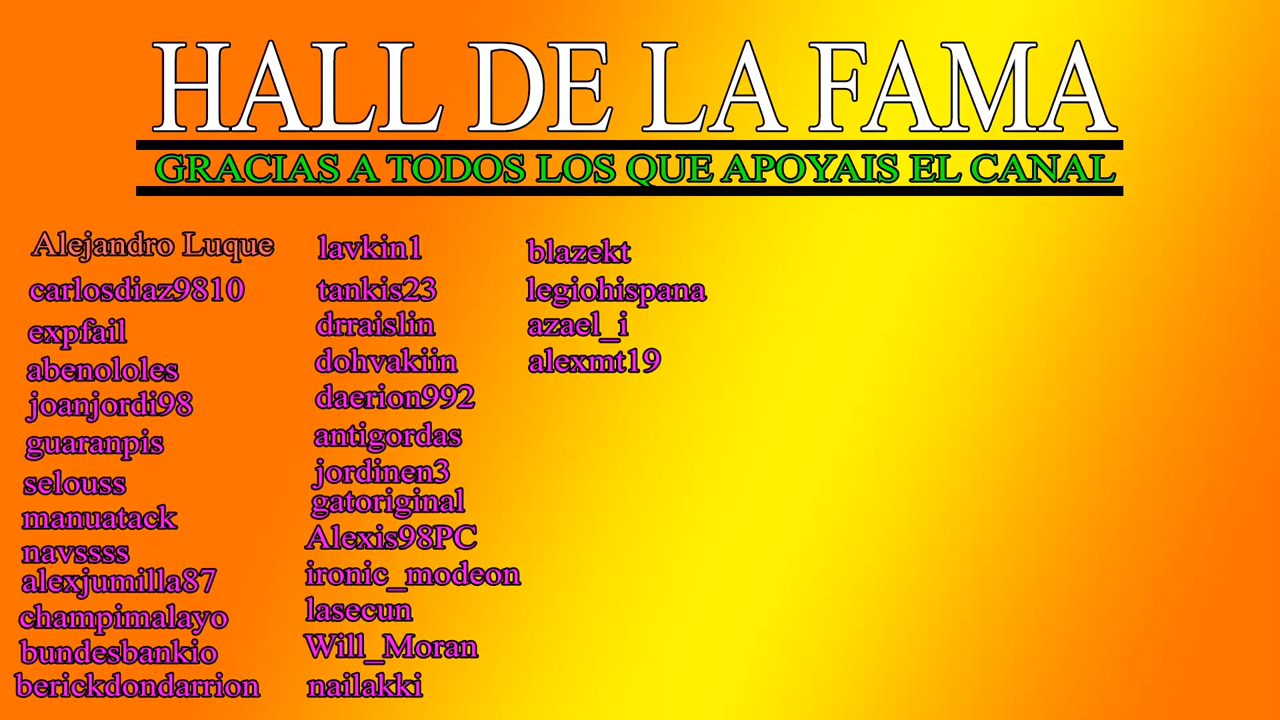 HALL DE LA FAMA
GRACIAS A TODOS LOS QUE APOYAIS EL CANAL
Alejandro Luque
carlosdiaz9810
expfail
abenololes
joanjordi98
guaranpis
selouss
manuatack
navssss
alexjumilla87
champimalayo
bundesbankio
berickdondarrion
lavkin1
tankis23
drraislin
dohvakiin
daerion992
antigordas
jordinen3
gatoriginal
Alexis98PC
ironic_modeon
lasecun
Will_Moran
nailakki
blazekt
legiohispana
azael_i
alexmt19